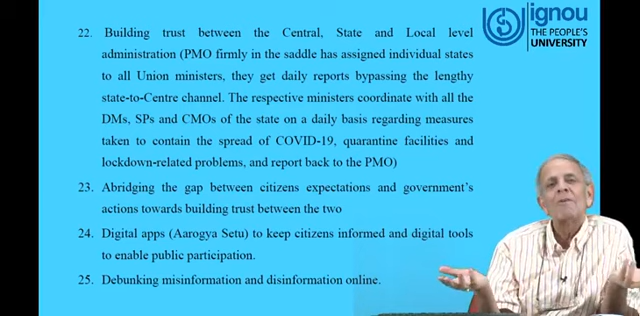 22. Building trust between the Central, State and Local level
administration (PMO firmly in the saddle has assigned individual states
to all Union ministers, they get daily reports bypassing the lengthy
state-to-Centre channel. The respective ministers coordinate with all the
DMs, SPs and CMOs of the state on a daily basis regarding measures
taken to contain the spread of COVID-19, quarantine facilities and
lockdown-related problems, and report back to the PMO)
23. Abridging the gap between citizens expectations and government's
actions towards building trust between the two
24. Digital apps (Aarogya Setu) to keep citizens informed and digital tools
to enable public participation.
25. Debunking misinformation and disinformation online.
ignou
THE PEOPLE'S
UNIVERSITY